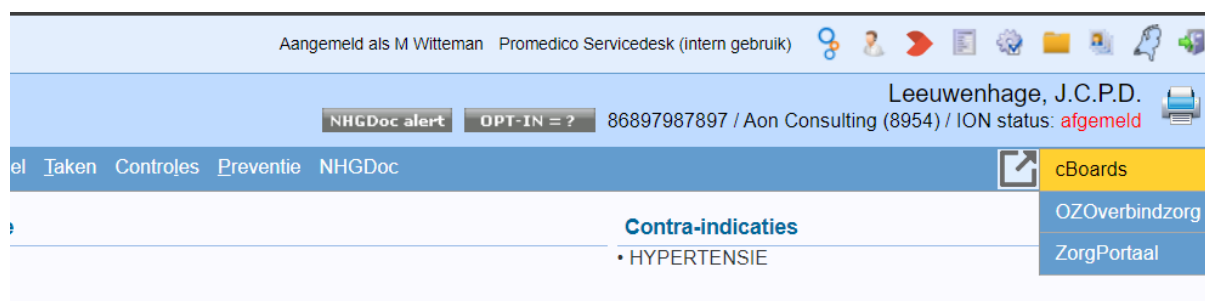 Aangemeld als M Witteman Promedico Servicedesk (intern gebruik)
Leeuwenhage, J.C.P.D.
NHGDoc alert OPT-IN = ? 86897987897 / Aon Consulting (8954) / ION status: afgemeld
el Taken Controles Preventie NHGDoc
cBoards
OZOverbindzorg
ZorgPortaal
Contra-indicaties
• HYPERTENSIE